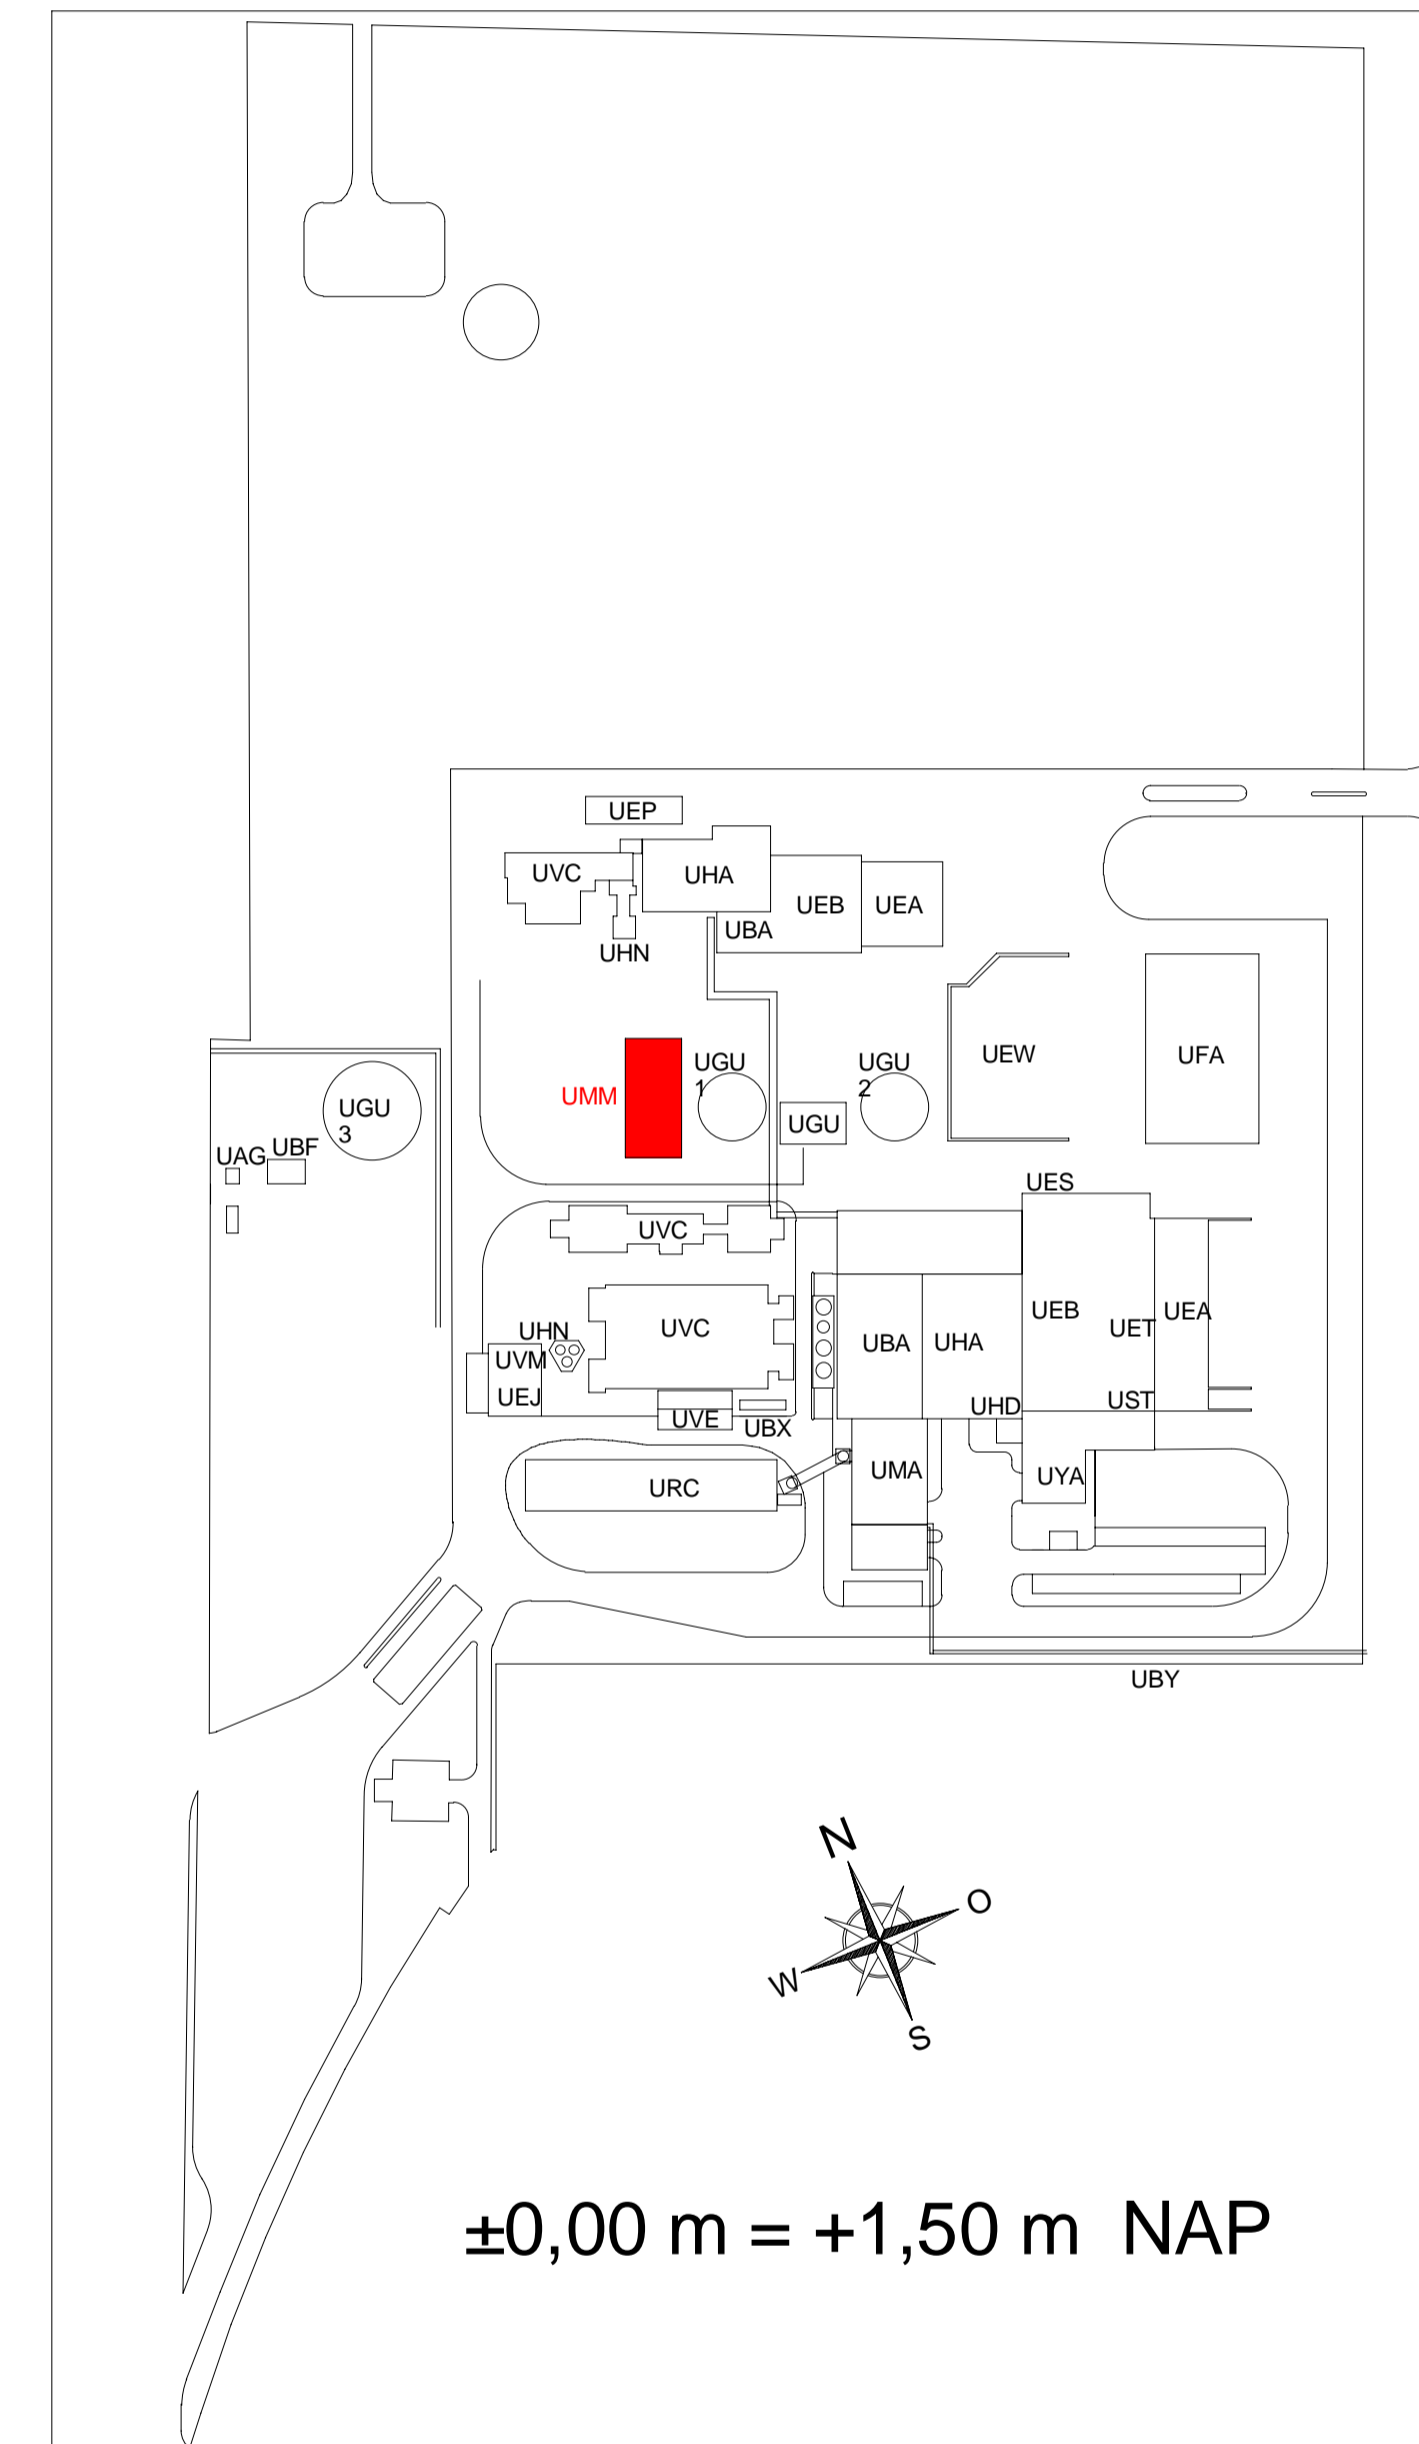 UEP
UVC
UHA
UEB
UEA
UBA
UHN
UEW
UFA
UGU
1
UGU
2
UMM
UGU
UGU
3
UAG
UBF
UES
UVC
UEB
UEA
UET
UVC
UHN
UBA
UHA
UVM
UEJ
UHD
UST
UVE
UBX
UMA
UYA
URC
UBY
N
O
W
S
±0,00 m = +1,50 m NAP